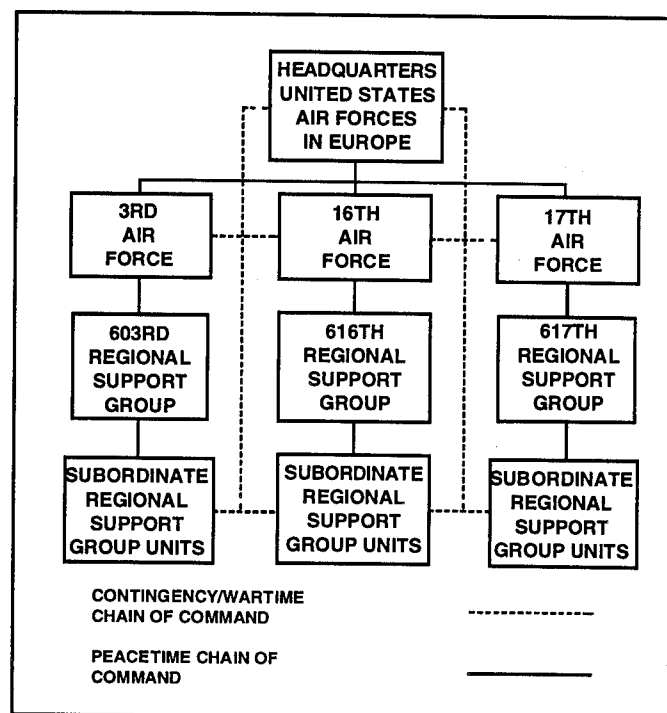 HEADQUARTERS
UNITED STATES
AIR FORCES
IN EUROPE
3RD
AIR
FORCE
16TH
AIR
FORCE
17TH
AIR
FORCE
603RD
REGIONAL
SUPPORT
GROUP
616TH
REGIONAL
SUPPORT
GROUP
617TH
REGIONAL
SUPPORT
GROUP
SUBORDINATE
REGIONAL
SUPPORT
GROUP UNITS
SUBORDINATE
REGIONAL
SUPPORT
GROUP UNITS
SUBORDINATE
REGIONAL
SUPPORT
GROUP UNITS
CONTINGENCY/WARTIME
CHAIN OF COMMAND
PEACETIME CHAIN OF
COMMAND